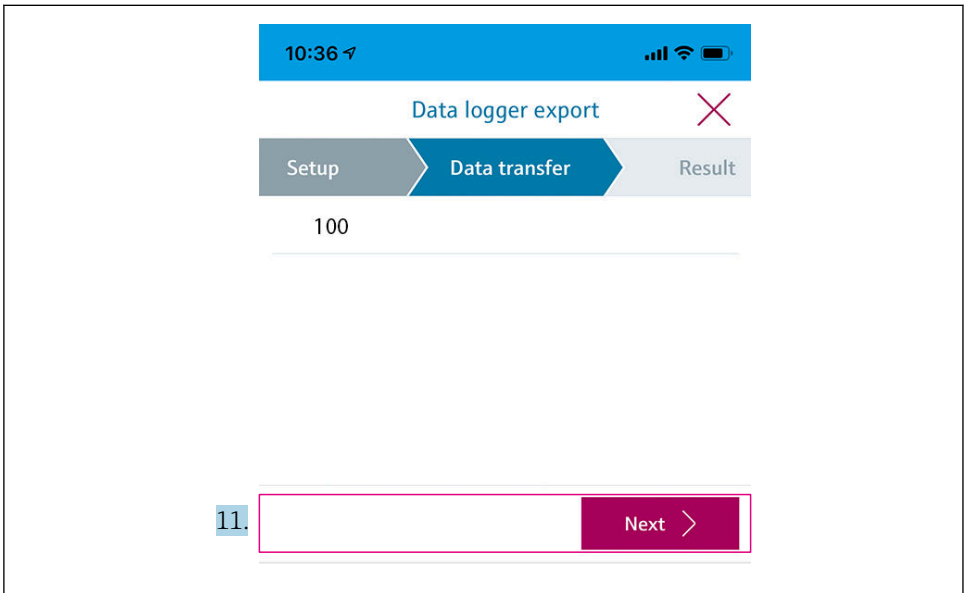 10:36
Data logger export
Setup Data transfer Result
100
11. Next